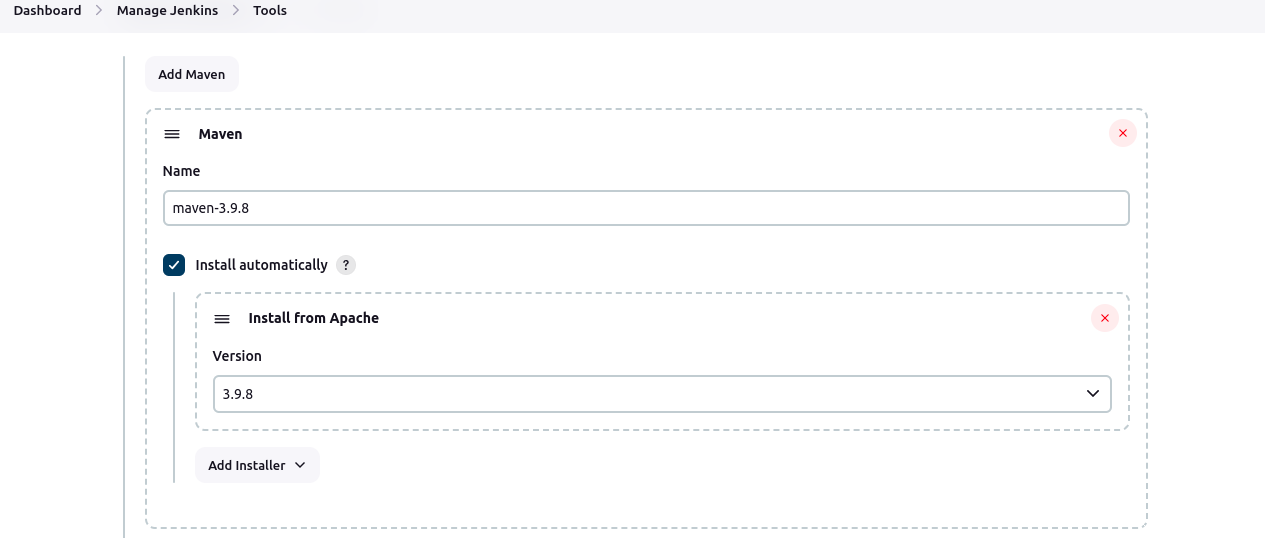 Dashboard > Manage Jenkins > Tools
Add Maven
Maven
Name
maven-3.9.8
Install automatically ?
Install from Apache
Version
3.9.8
Add Installer